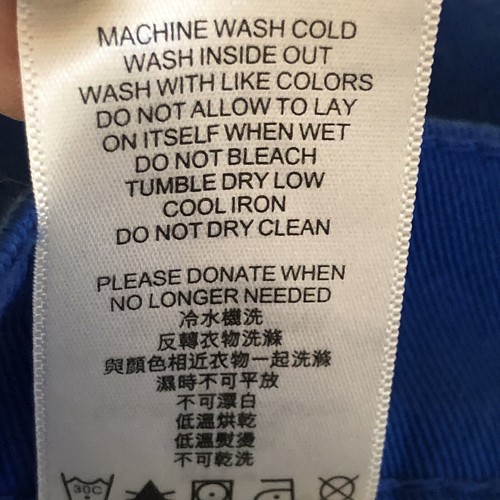 MACHINE WASH COLD
WASH INSIDE OUT
WASH WITH LIKE COLORS
DO NOT ALLOW TO LAY
ON ITSELF WHEN WET
DO NOT BLEACH
TUMBLE DRY LOW
COOL IRON
DO NOT DRY CLEAN
PLEASE DONATE WHEN
NO LONGER NEEDED
冷水機洗
反轉衣物洗滌
與顏色相近衣物一起洗滌
濕時不可平放
不可漂白
低溫烘乾
低溫熨燙
不可乾洗
30C